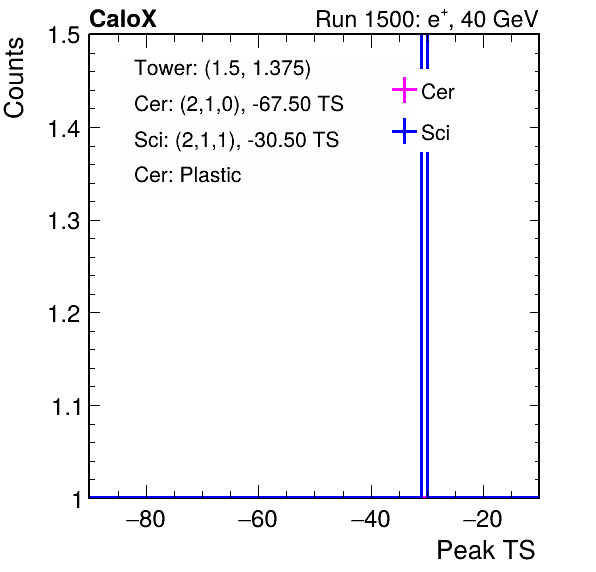 CaloX Run 1500: e⁺, 40 GeV
Counts
1.5
1.4
1.3
1.2
1.1
1
Tower: (1.5, 1.375)
Cer: (2,1,0), -67.50 TS
Sci: (2,1,1), -30.50 TS
Cer: Plastic
Cer
Sci
−80 −60 −40 −20
Peak TS